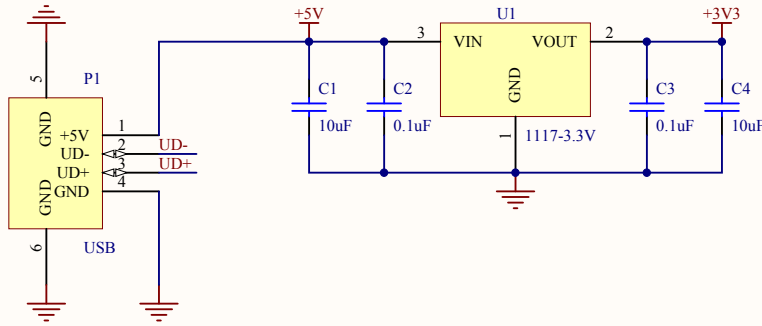 +5V
U1
+3V3
3
VIN
VOUT
2
5
P1
GND
C1
C2
C3
C4
GND
+5V
1
10uF
0.1uF
1
1117-3.3V
0.1uF
10uF
UD-
2
UD-
UD+
3
UD+
GND
4
GND
6
USB